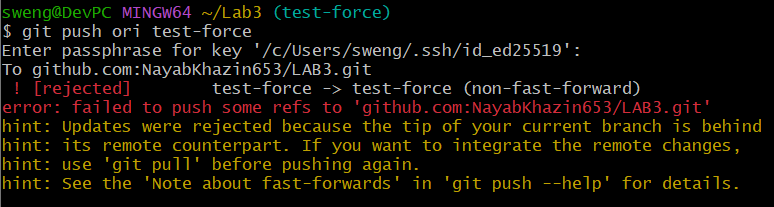 sweng@DevPC MINGW64 ~/Lab3 (test-force)
$ git push ori test-force
Enter passphrase for key '/c/Users/sweng/.ssh/id_ed25519':
To github.com:NayabKhazin653/LAB3.git
 ! [rejected]        test-force -> test-force (non-fast-forward)
error: failed to push some refs to 'github.com:NayabKhazin653/LAB3.git'
hint: Updates were rejected because the tip of your current branch is behind
hint: its remote counterpart. If you want to integrate the remote changes,
hint: use 'git pull' before pushing again.
hint: See the 'Note about fast-forwards' in 'git push --help' for details.